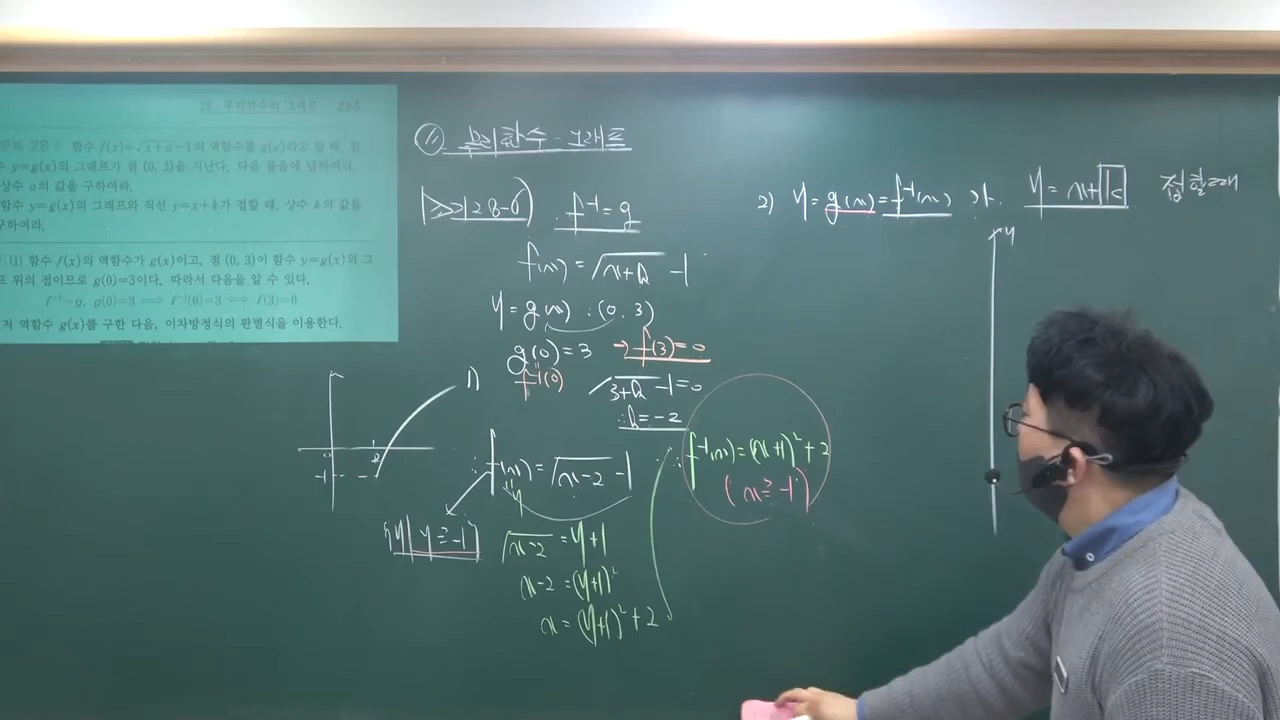 25. 무리함수의 그래프 255
문제 28-6 함수 f(x)=√x+a-1의 역함수를 g(x)라고 할 때, 함
수 y=g(x)의 그래프가 점 (0, 3)을 지난다. 다음 물음에 답하여라.
상수 a의 값을 구하여라.
함수 y=g(x)의 그래프와 직선 y=x+k가 접할 때, 상수 k의 값을
구하여라.
(1) 함수 f(x)의 역함수가 g(x)이고, 점 (0, 3)이 함수 y=g(x)의 그
프 위의 점이므로 g(0)=3이다. 따라서 다음을 알 수 있다.
f⁻¹=g, g(0)=3 ⟹ f⁻¹(0)=3 ⟺ f(3)=0
저 역함수 g(x)를 구한 다음, 이차방정식의 판별식을 이용한다.
무리함수-그래프
28-6) f⁻¹=g
f(x)=√x+a -1
y=g(x) : (0, 3)
g(0)=3 → f(3)=0
f⁻¹(0)
√3+a -1=0
∴a=-2
1)
∴f(x)=√x-2 -1
y
{y| y≥-1}
√x-2 =y+1
x-2=(y+1)²
x=(y+1)²+2
∴f⁻¹(x)=(x+1)²+2
(x≥-1)
2
-1
2) y=g(x)=f⁻¹(x) 가 y=x+k 접할때
y